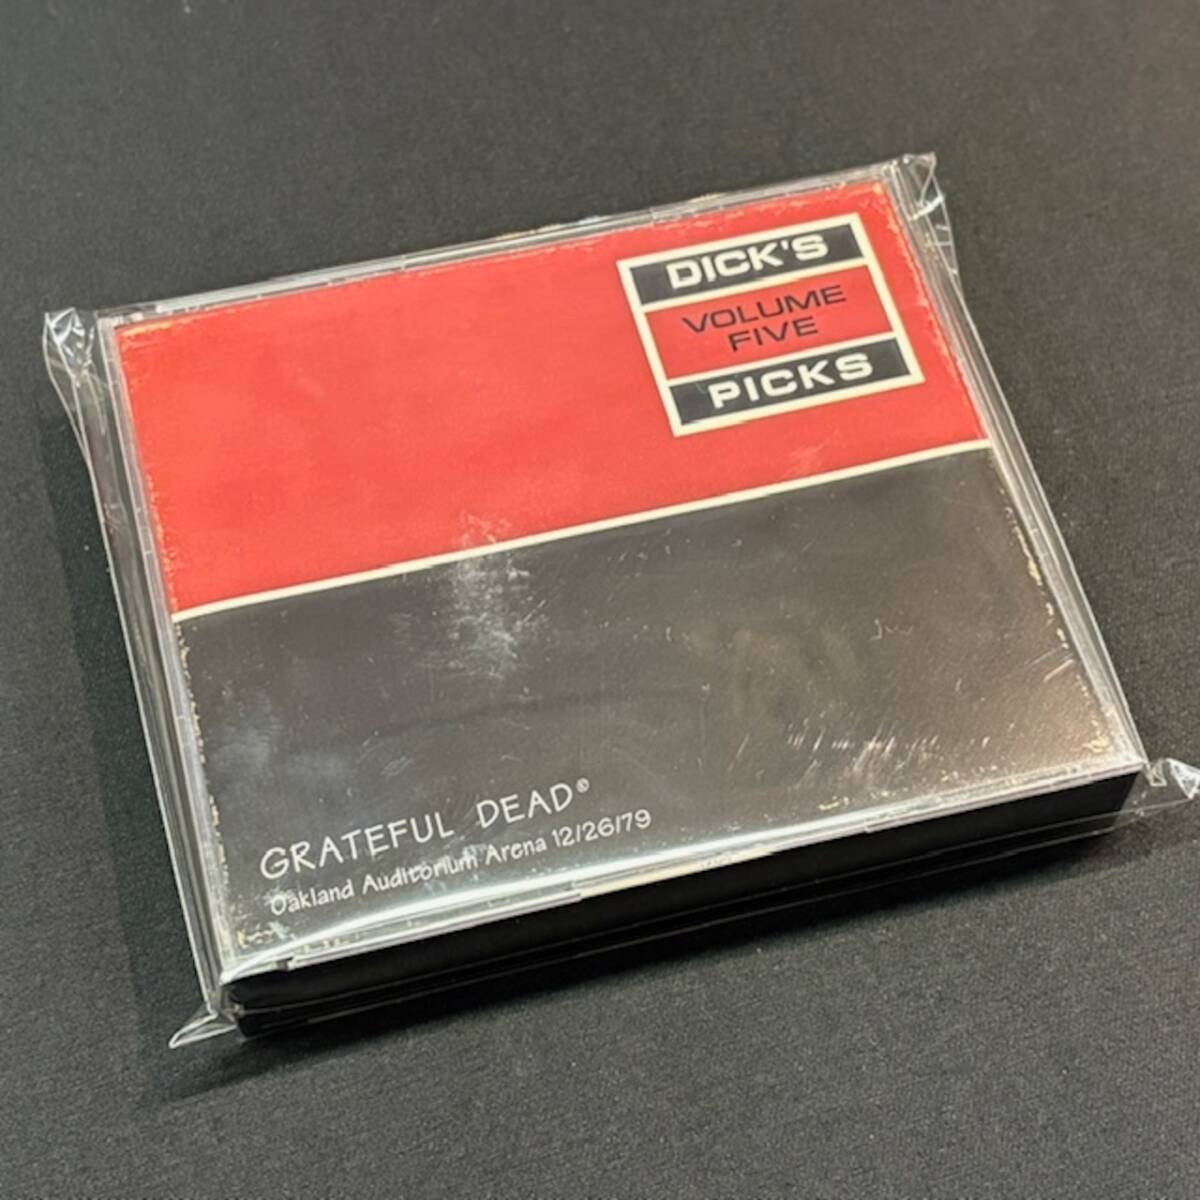 DICK'S
VOLUME
FIVE
PICKS
GRATEFUL DEAD®
Oakland Auditorium Arena 12/26/79